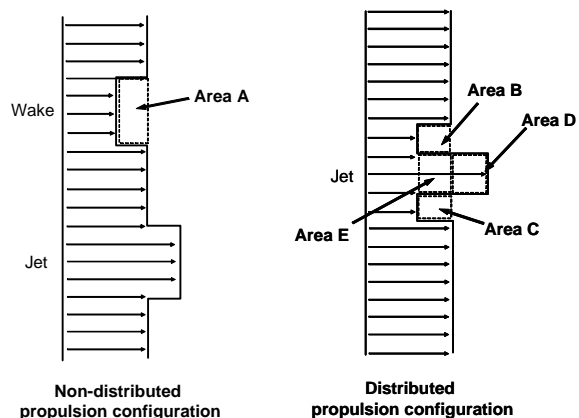 Wake
Area A
Jet
Non-distributed
propulsion configuration
Area B
Area D
Jet
Area E
Area C
Distributed
propulsion configuration